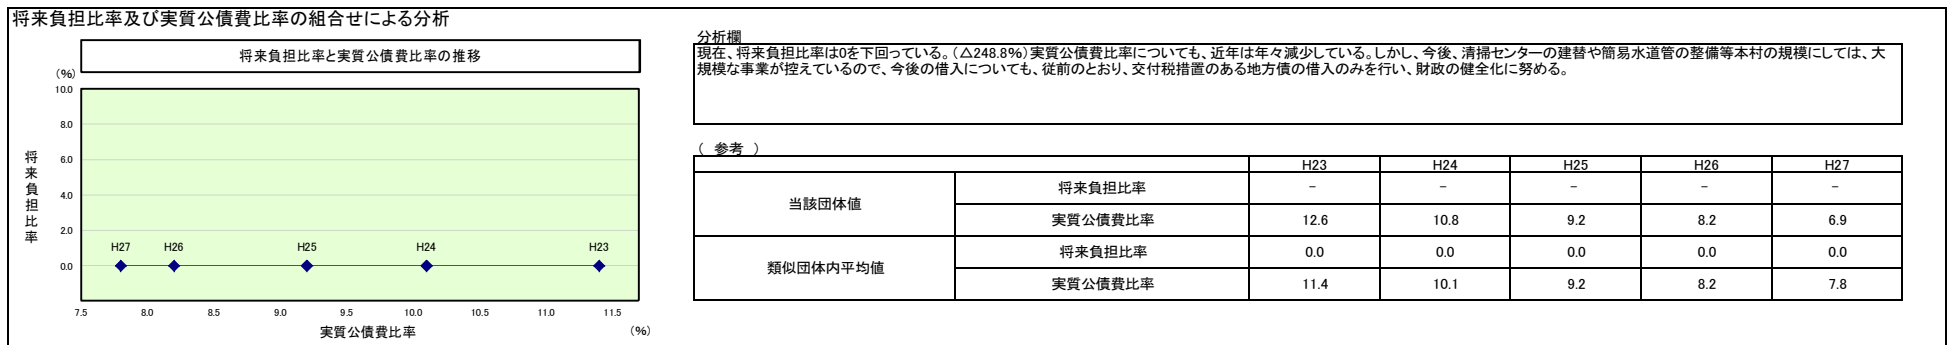 将来負担比率及び実質公債費比率の組合せによる分析
将来負担比率と実質公債費比率の推移
(%)
10.0
8.0
6.0
4.0
2.0
0.0
将来負担比率
H27 H26 H25 H24 H23
7.5 8.0 8.5 9.0 9.5 10.0 10.5 11.0 11.5
実質公債費比率 (%)
分析欄
現在、将来負担比率は0を下回っている。(△248.8%)実質公債費比率についても、近年は年々減少している。しかし、今後、清掃センターの建替や簡易水道管の整備等本村の規模にしては、大
規模な事業が控えているので、今後の借入についても、従前のとおり、交付税措置のある地方債の借入のみを行い、財政の健全化に努める。
( 参考 )
H23 H24 H25 H26 H27
当該団体値
将来負担比率 - - - - -
実質公債費比率 12.6 10.8 9.2 8.2 6.9
類似団体内平均値
将来負担比率 0.0 0.0 0.0 0.0 0.0
実質公債費比率 11.4 10.1 9.2 8.2 7.8